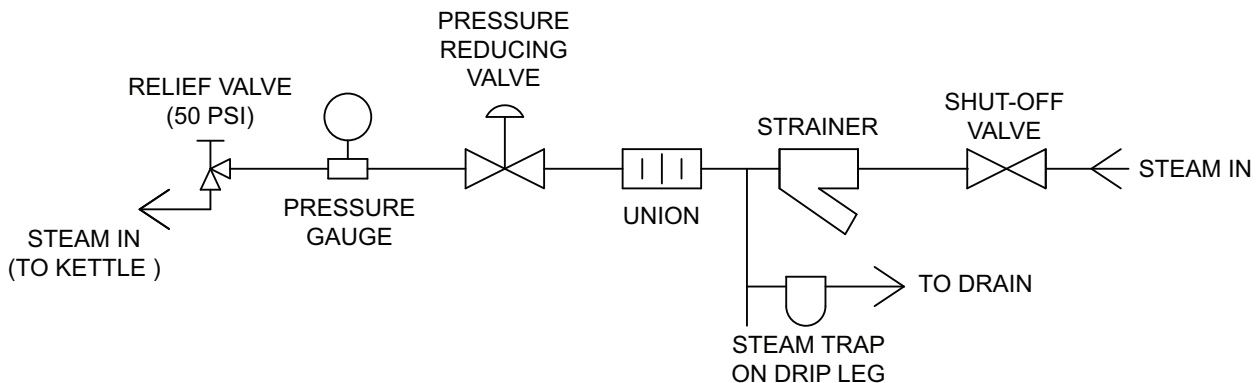 PRESSURE
REDUCING
VALVE
RELIEF VALVE
(50 PSI)
STRAINER
SHUT-OFF
VALVE
STEAM IN
PRESSURE
GAUGE
UNION
STEAM IN
(TO KETTLE )
TO DRAIN
STEAM TRAP
ON DRIP LEG